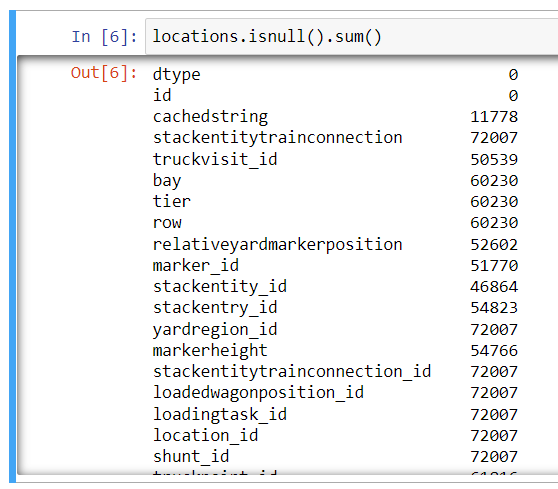 In [6]: locations.isnull().sum()
Out[6]: dtype 0
id 0
cachedstring 11778
stackentitytrainconnection 72007
truckvisit_id 50539
bay 60230
tier 60230
row 60230
relativeyardmarkerposition 52602
marker_id 51770
stackentity_id 46864
stackentry_id 54823
yardregion_id 72007
markerheight 54766
stackentitytrainconnection_id 72007
loadedwagonposition_id 72007
loadingtask_id 72007
location_id 72007
shunt_id 72007